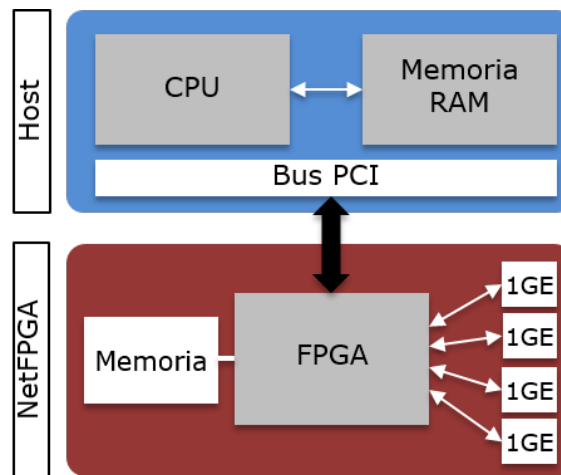 Host
CPU
Memoria
RAM
Bus PCI
NetFPGA
Memoria
FPGA
1GE
1GE
1GE
1GE